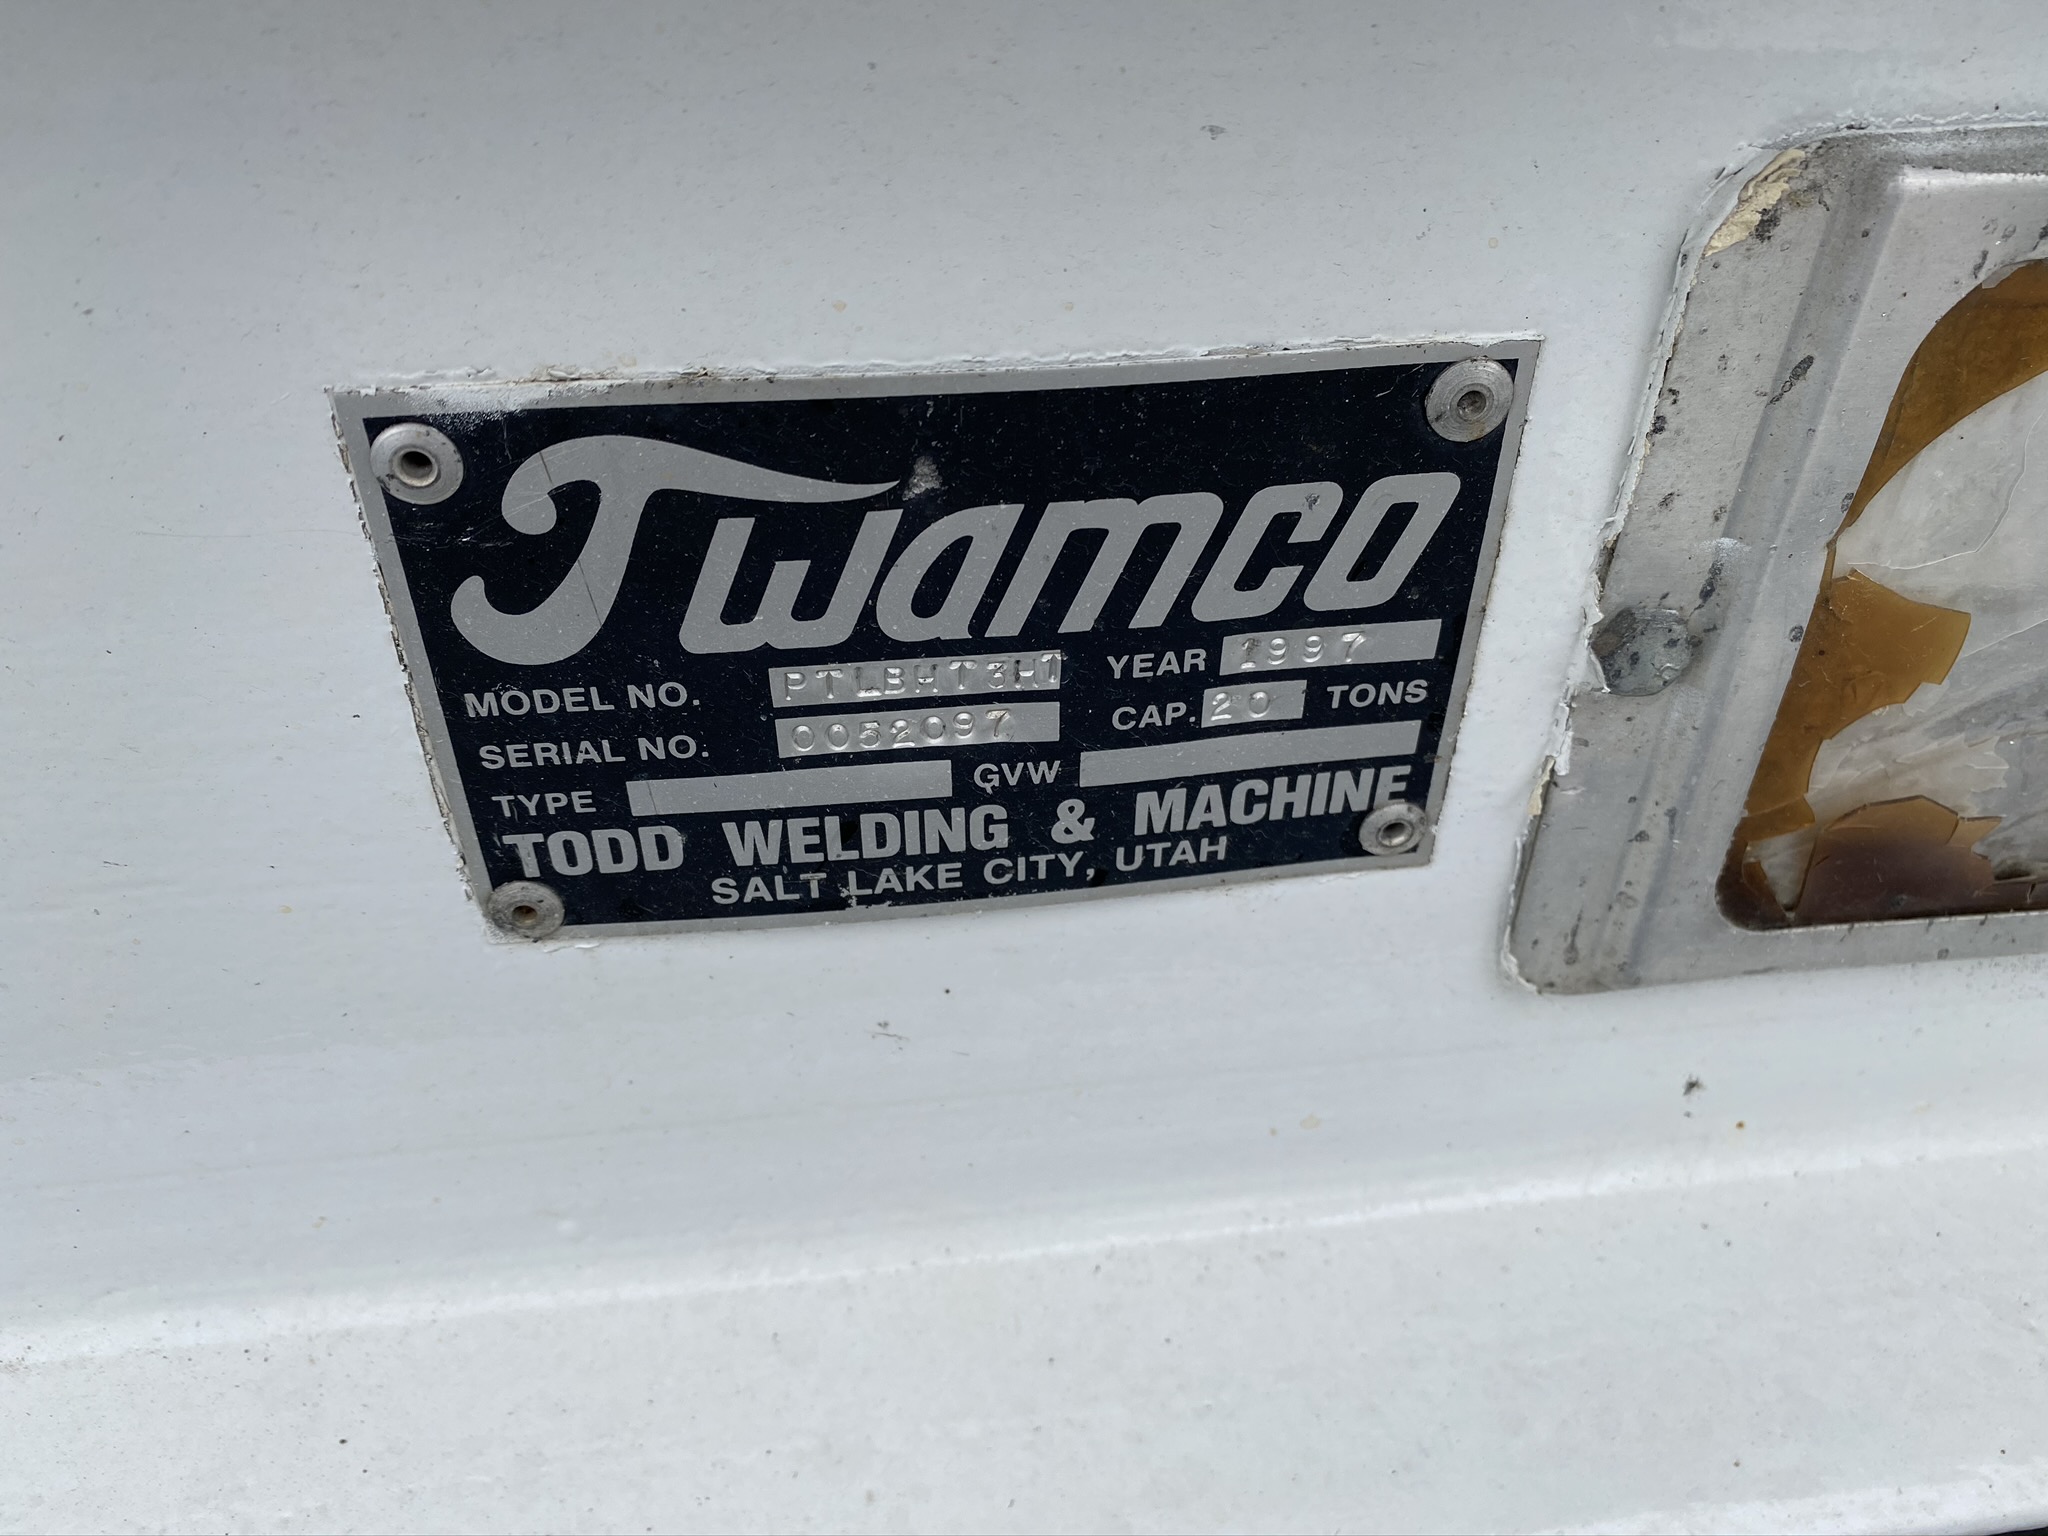 Twamco
MODEL NO. PTLBHT3HT YEAR 1997
SERIAL NO. 0052097 CAP. 20 TONS
TYPE GVW
TODD WELDING & MACHINE
SALT LAKE CITY, UTAH